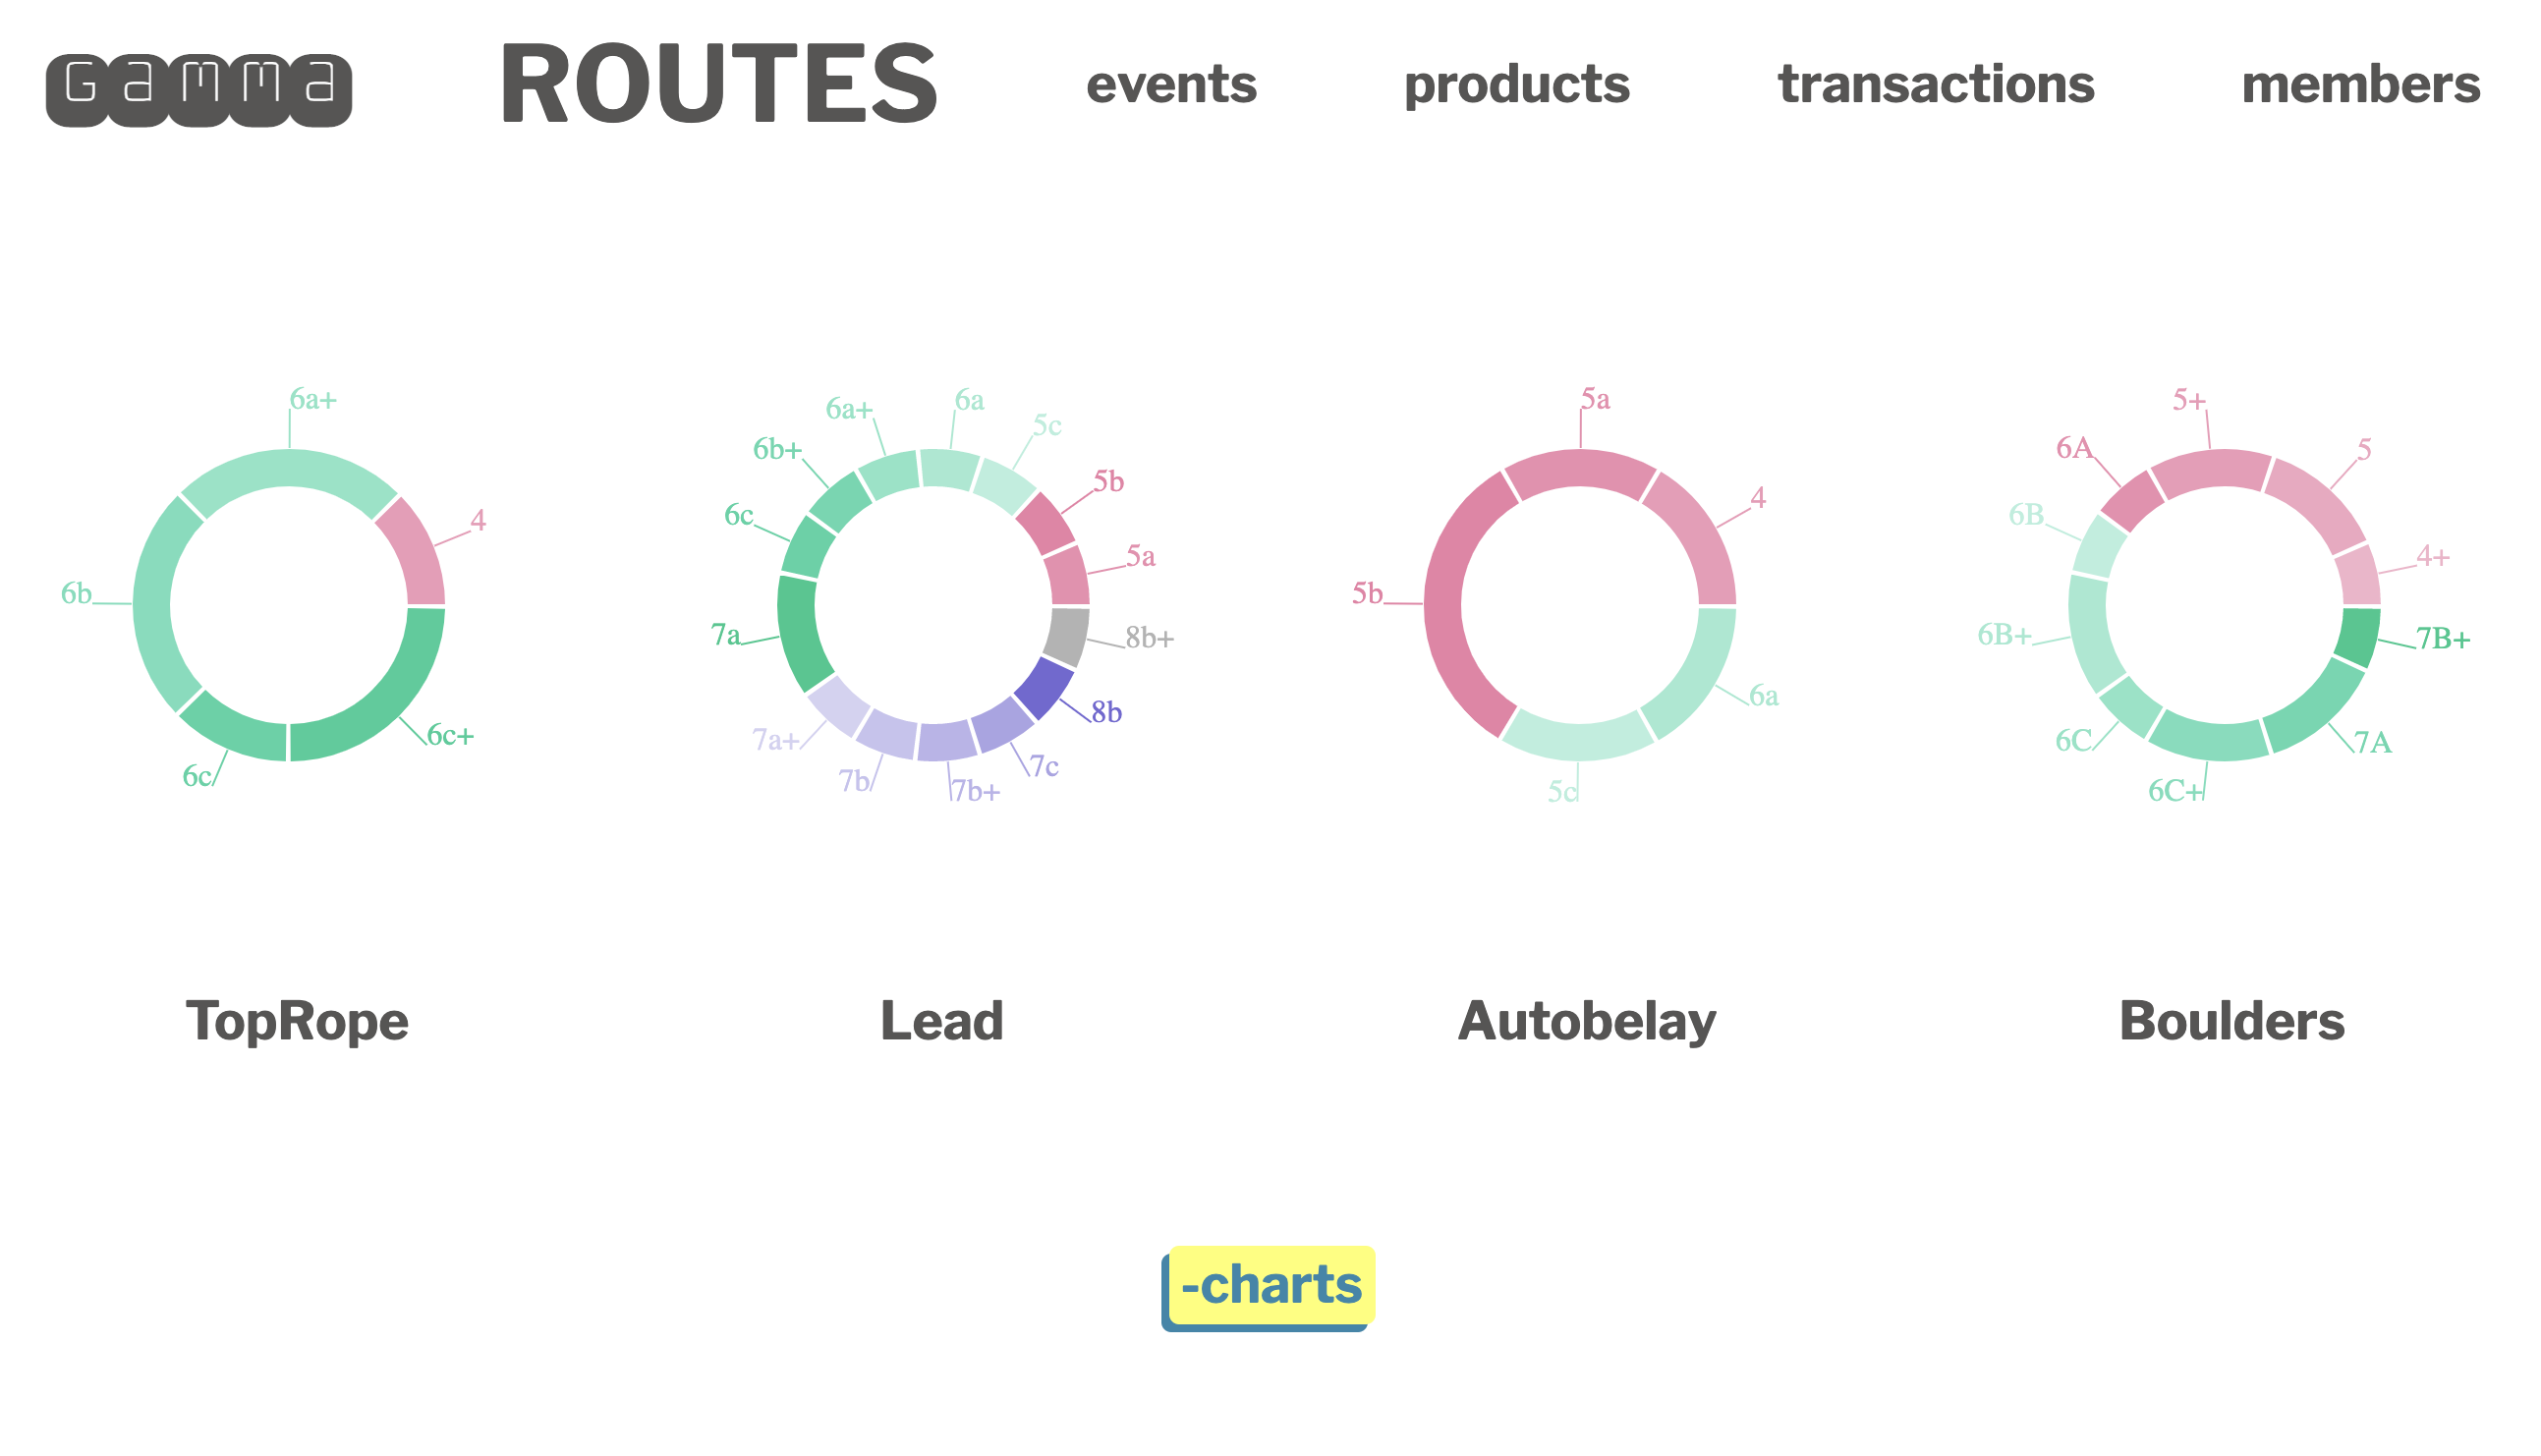 Gamma ROUTES events products transactions members
6a+
4
6b
6c+
6c
6a
6a+
5c
6b+
5b
6c
5a
7a
8b+
7a+
8b
7b
7c
7b+
5a
4
5b
6a
5c
5+
6A
5
6B
4+
6B+
7B+
6C
7A
6C+
TopRope Lead Autobelay Boulders
-charts